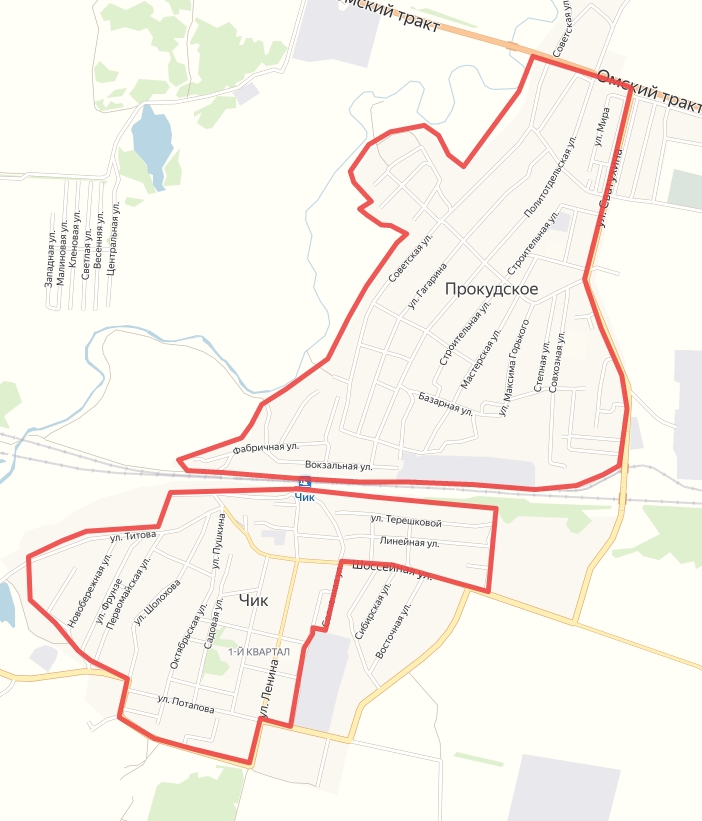 Омский тракт
Советская ул.
Омский тракт
ул. Мира
ул. Сватухина
Политотдельская ул.
Строительная ул.
Советская ул.
ул. Гагарина
Прокудское
Строительная ул.
Мастерская ул.
ул. Максима Горького
Степная ул.
Совхозная ул.
Базарная ул.
Западная ул.
Малиновая ул.
Кленовая ул.
Светлая ул.
Весенняя ул.
Центральная ул.
Фабричная ул.
Вокзальная ул.
Чик
ул. Терешковой
Линейная ул.
Шоссейная ул.
ул. Титова
ул. Пушкина
Новобережная ул.
ул. Фрунзе
Первомайская ул.
ул. Шолохова
Октябрьская ул.
Садовая ул.
Чик
1-Й КВАРТАЛ
Сибирская ул.
Восточная ул.
ул. Ленина
ул. Потапова